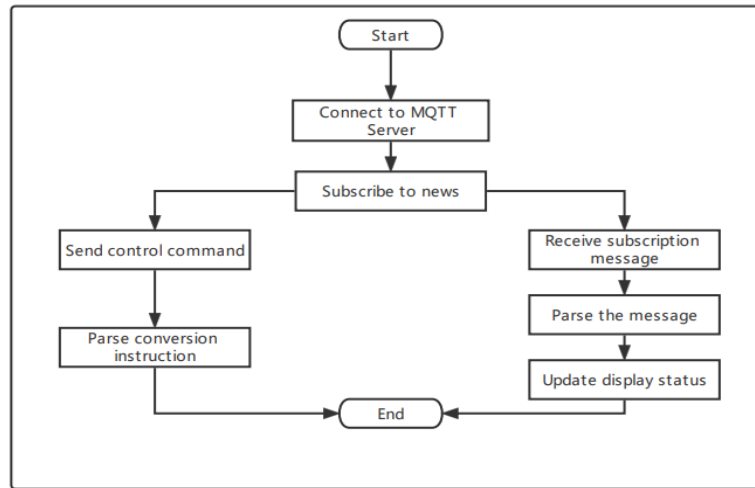 Start
Connect to MQTT
Server
Subscribe to news
Send control command
Parse conversion
instruction
Receive subscription
message
Parse the message
Update display status
End